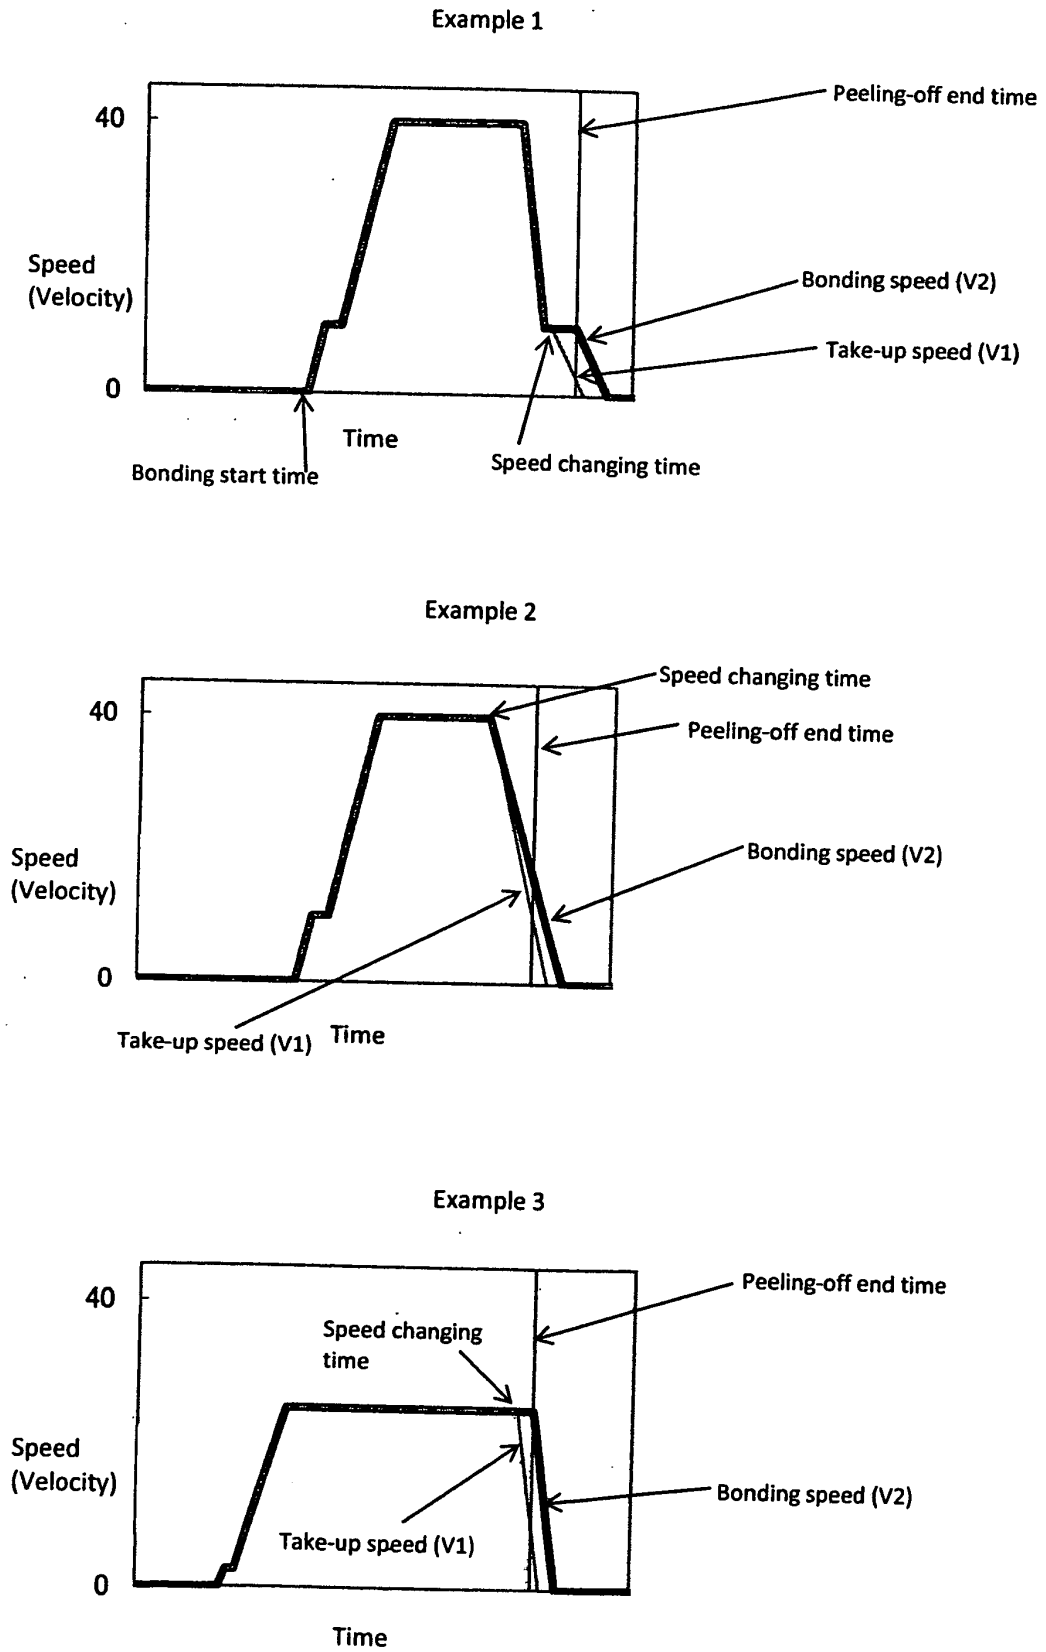 Example 1
40
Peeling-off end time
Speed
(Velocity)
Bonding speed (V2)
Take-up speed (V1)
0
Time
Speed changing time
Bonding start time
Example 2
Speed changing time
40
Peeling-off end time
Speed
(Velocity)
Bonding speed (V2)
0
Take-up speed (V1)
Time
Example 3
40
Peeling-off end time
Speed changing
time
Speed
(Velocity)
Bonding speed (V2)
Take-up speed (V1)
0
Time